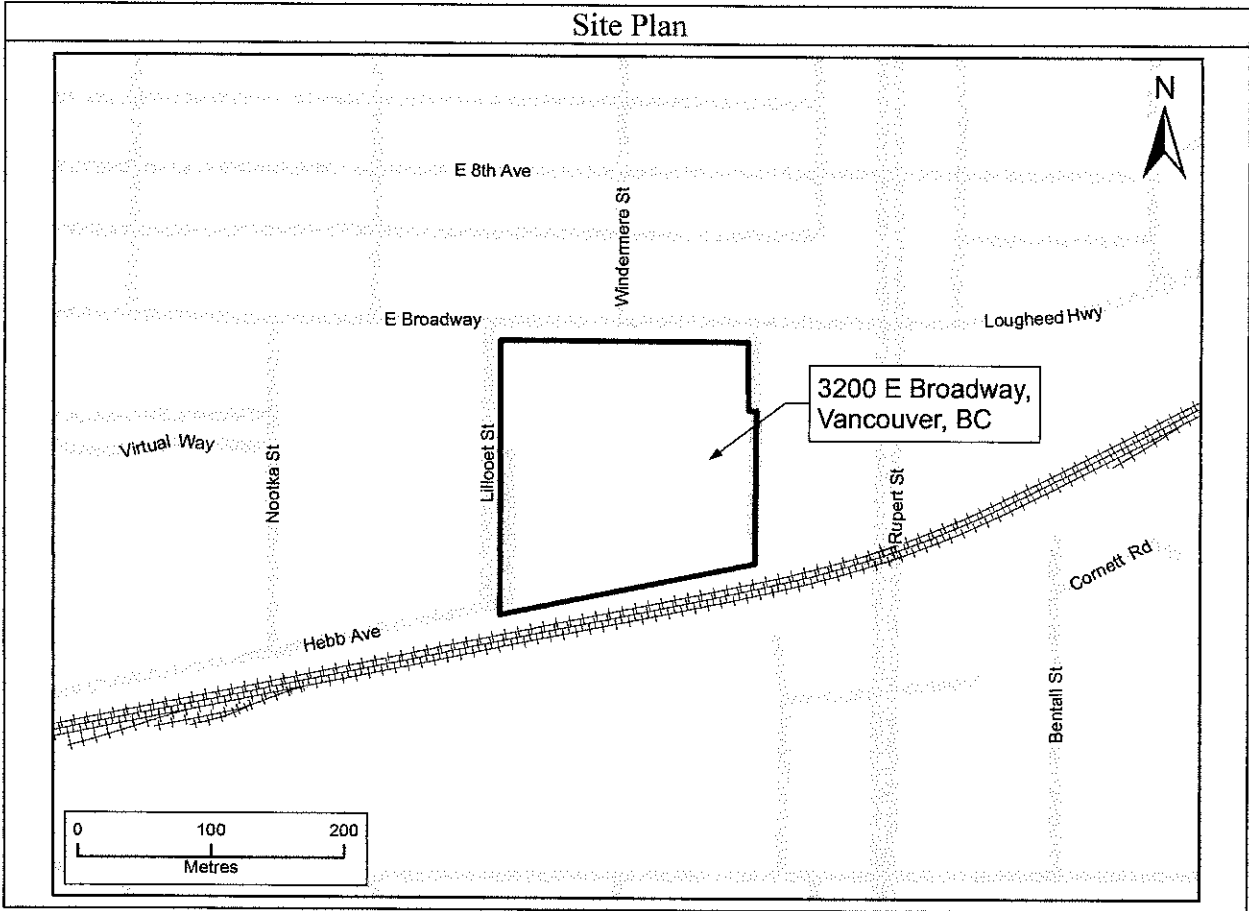 Site Plan
N
E 8th Ave
Windermere St
E Broadway
Lougheed Hwy
3200 E Broadway,
Vancouver, BC
Virtual Way
Nootka St
Lillooet St
Rupert St
Cornett Rd
Hebb Ave
Bentall St
0 100 200
Metres